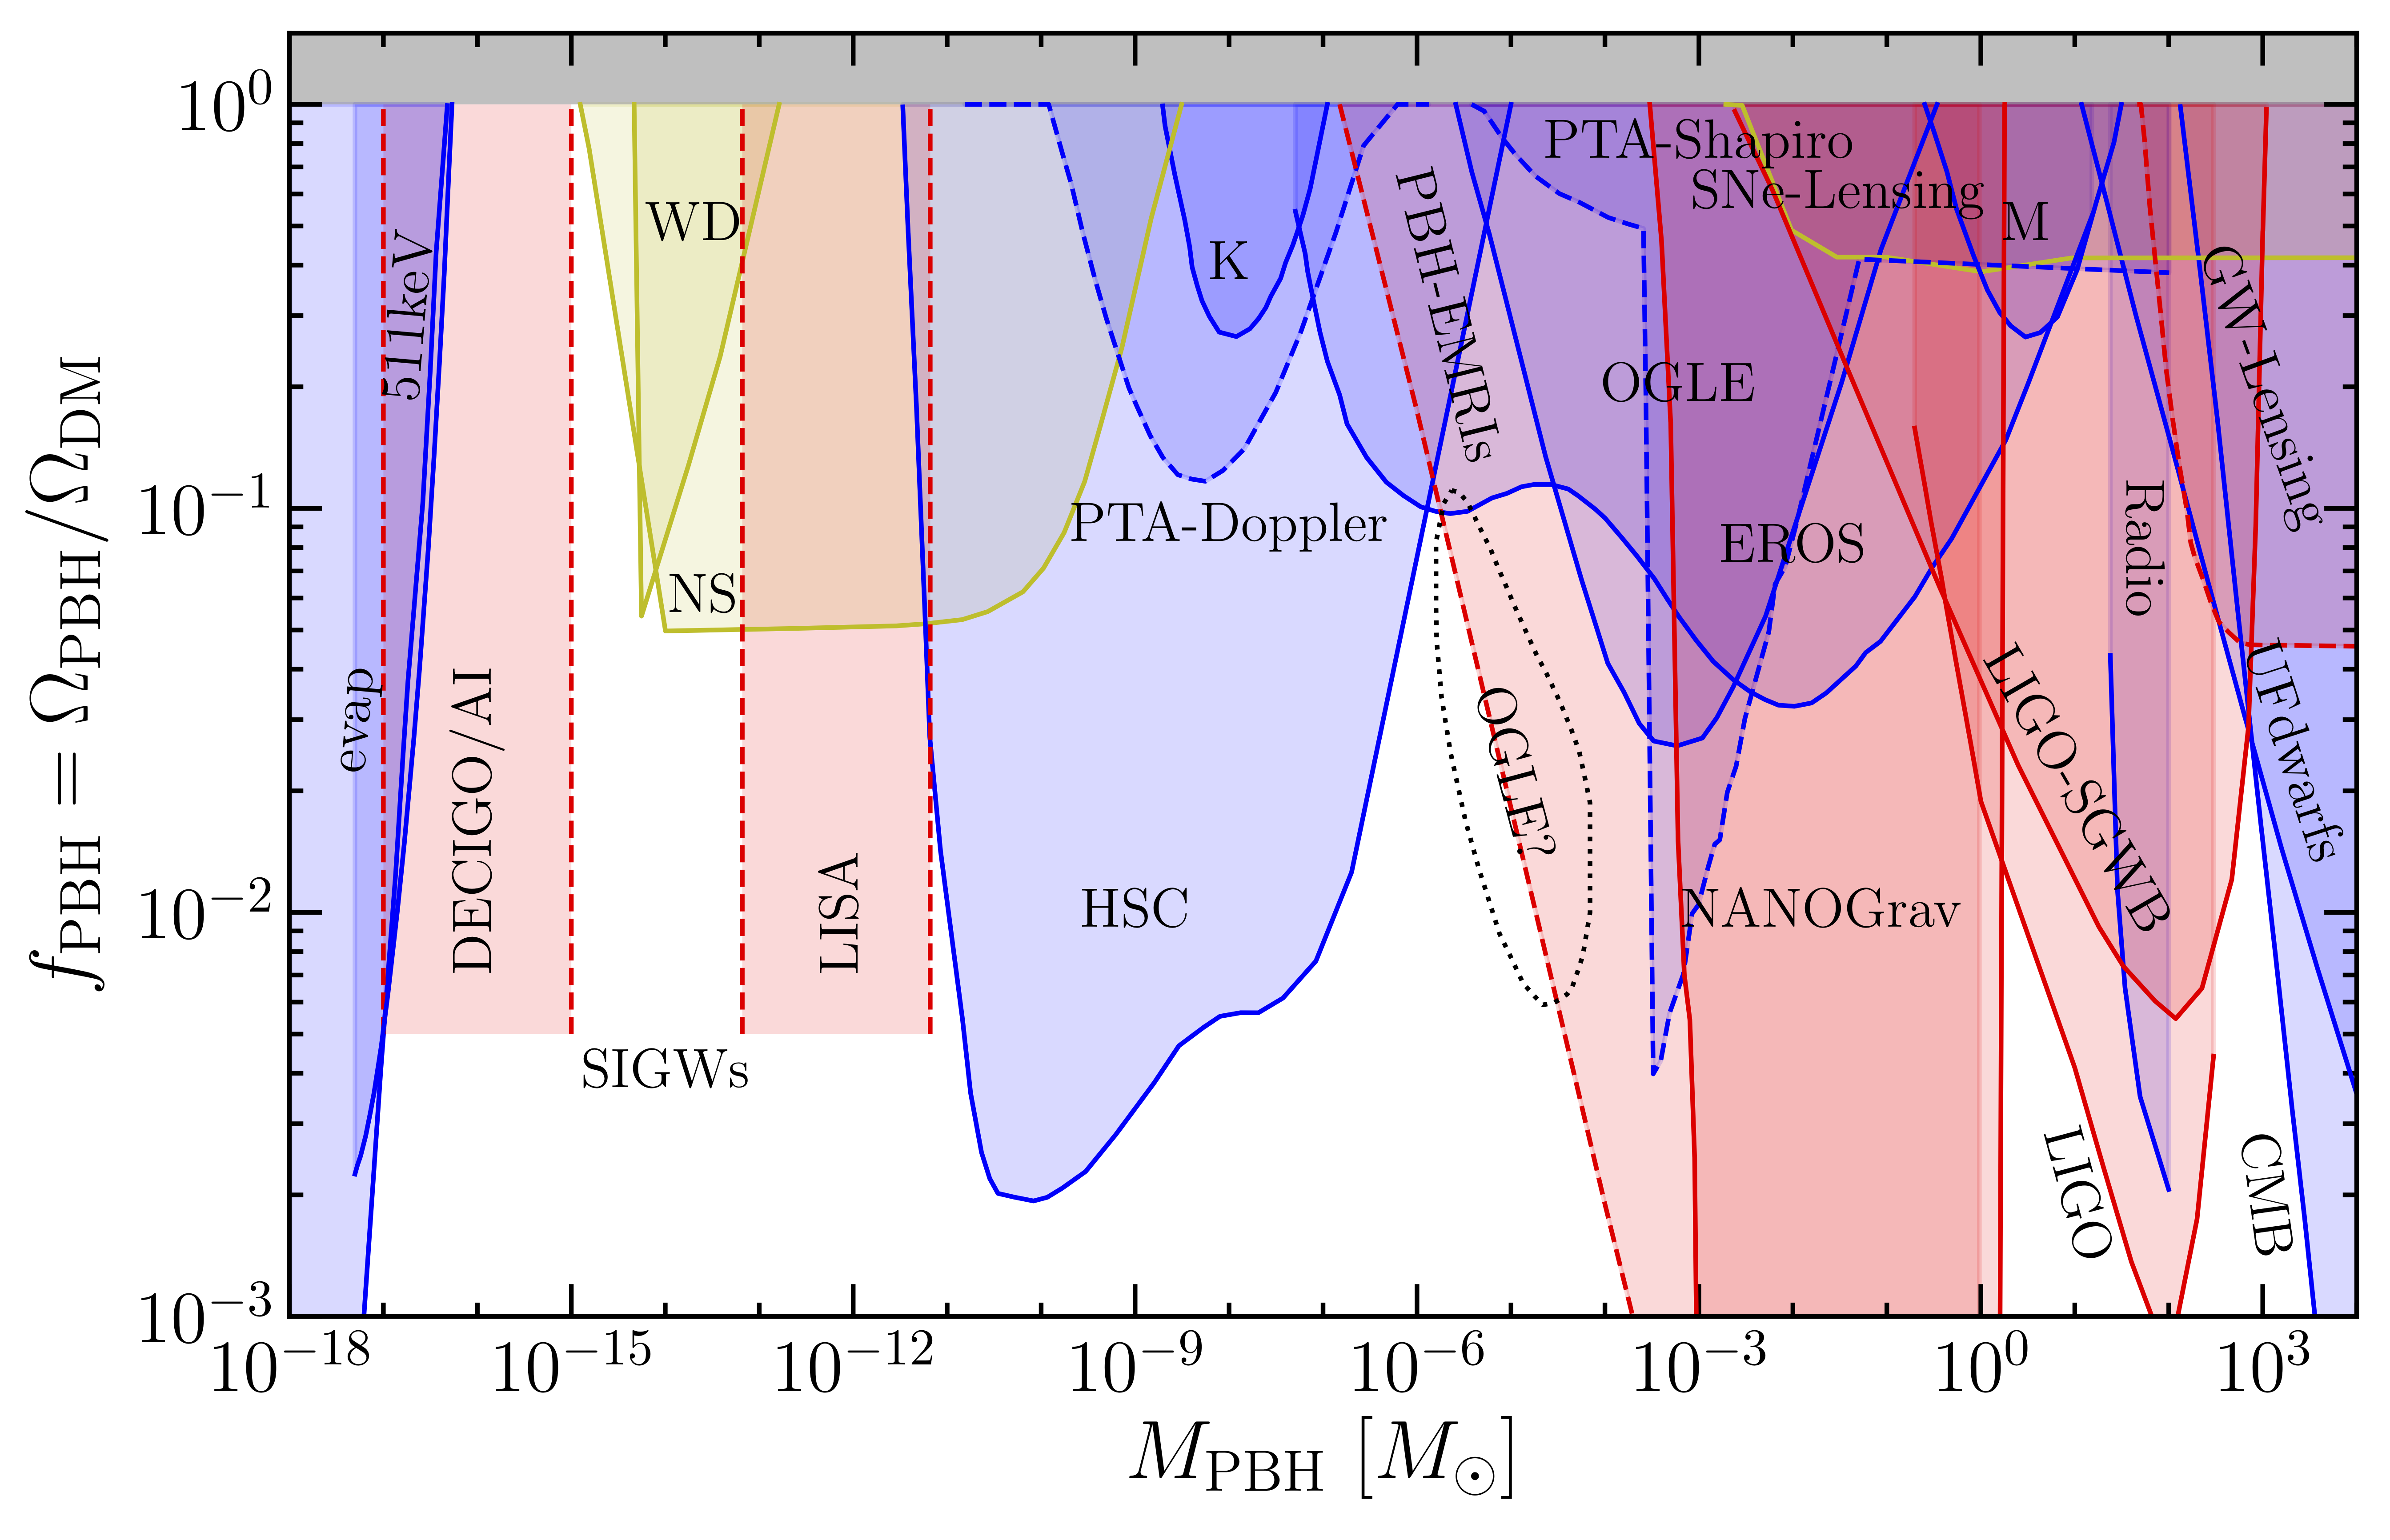 10^0
10^{-1}
10^{-2}
10^{-3}
f_PBH = Ω_PBH/Ω_DM
10^{-18}
10^{-15}
10^{-12}
10^{-9}
10^{-6}
10^{-3}
10^0
10^3
M_PBH [M_⊙]
evap
511keV
DECIGO/AI
WD
NS
SIGWs
LISA
HSC
K
PTA-Doppler
PBH-EMRIs
OGLE?
PTA-Shapiro
SNe-Lensing
OGLE
EROS
NANOGrav
M
LIGO-SGWB
LIGO
Radio
GW-Lensing
UFdwarfs
CMB